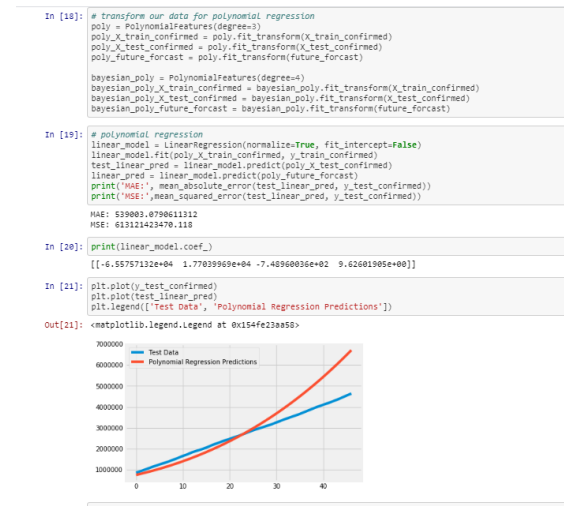 In [18]: # transform our data for polynomial regression
poly = PolynomialFeatures(degree=3)
poly_X_train_confirmed = poly.fit_transform(X_train_confirmed)
poly_X_test_confirmed = poly.fit_transform(X_test_confirmed)
poly_future_forcast = poly.fit_transform(future_forcast)
bayesian_poly = PolynomialFeatures(degree=4)
bayesian_poly_X_train_confirmed = bayesian_poly.fit_transform(X_train_confirmed)
bayesian_poly_X_test_confirmed = bayesian_poly.fit_transform(X_test_confirmed)
bayesian_poly_future_forcast = bayesian_poly.fit_transform(future_forcast)
In [19]: # polynomial regression
linear_model = LinearRegression(normalize=True, fit_intercept=False)
linear_model.fit(poly_X_train_confirmed, y_train_confirmed)
test_linear_pred = linear_model.predict(poly_X_test_confirmed)
linear_pred = linear_model.predict(poly_future_forcast)
print('MAE:', mean_absolute_error(test_linear_pred, y_test_confirmed))
print('MSE:',mean_squared_error(test_linear_pred, y_test_confirmed))
MAE: 539003.0790611312
MSE: 613121423470.118
In [20]: print(linear_model.coef_)
[[-6.55757132e+04 1.77039969e+04 -7.48960036e+02 9.62601905e+00]]
In [21]: plt.plot(y_test_confirmed)
plt.plot(test_linear_pred)
plt.legend(['Test Data', 'Polynomial Regression Predictions'])
Out[21]: <matplotlib.legend.Legend at 0x154fe23aa58>
7000000
Test Data
Polynomial Regression Predictions
6000000
5000000
4000000
3000000
2000000
1000000
0 10 20 30 40